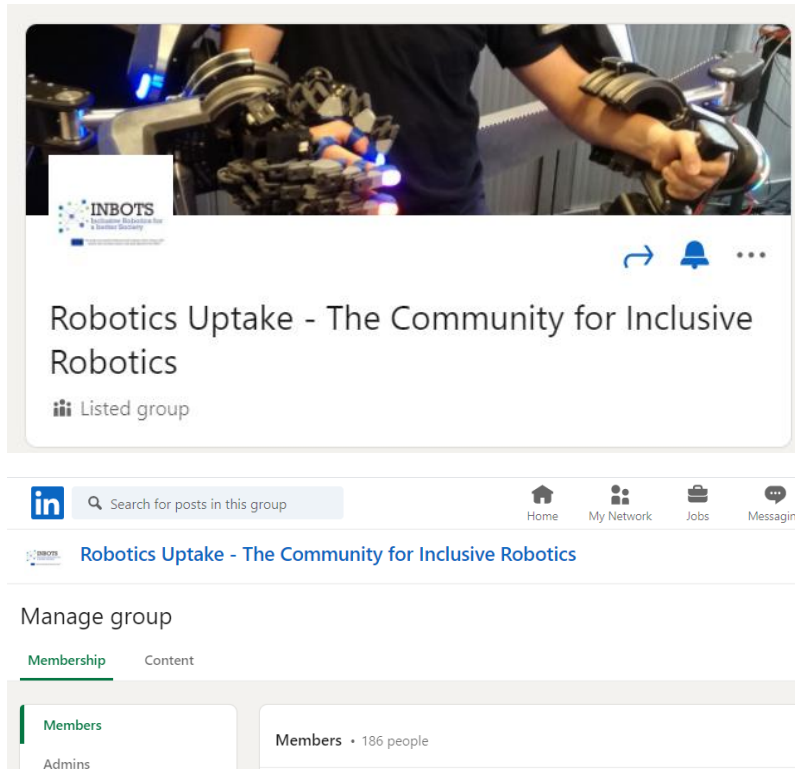 INBOTS
Inclusive Robotics for
a better Society
Robotics Uptake - The Community for Inclusive
Robotics
Listed group
in
Search for posts in this group
Home
My Network
Jobs
Messagin
INBOTS
Robotics Uptake - The Community for Inclusive Robotics
Manage group
Membership
Content
Members
Members • 186 people
Admins